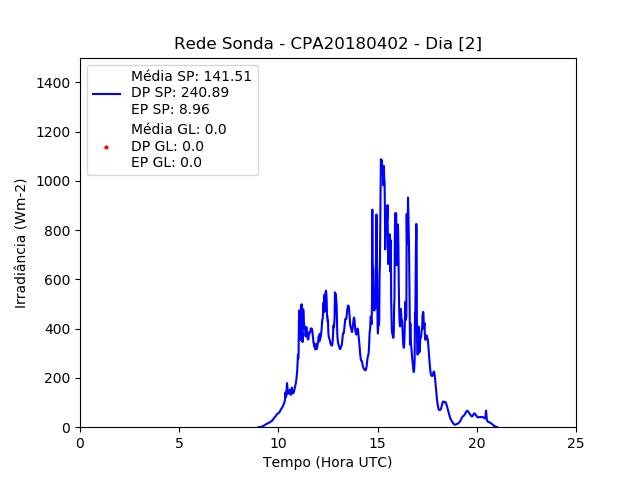 Rede Sonda - CPA20180402 - Dia [2]
Média SP: 141.51
DP SP: 240.89
EP SP: 8.96
Média GL: 0.0
DP GL: 0.0
EP GL: 0.0
1400
1200
1000
800
600
400
200
0
0 5 10 15 20 25
Irradiância (Wm-2)
Tempo (Hora UTC)